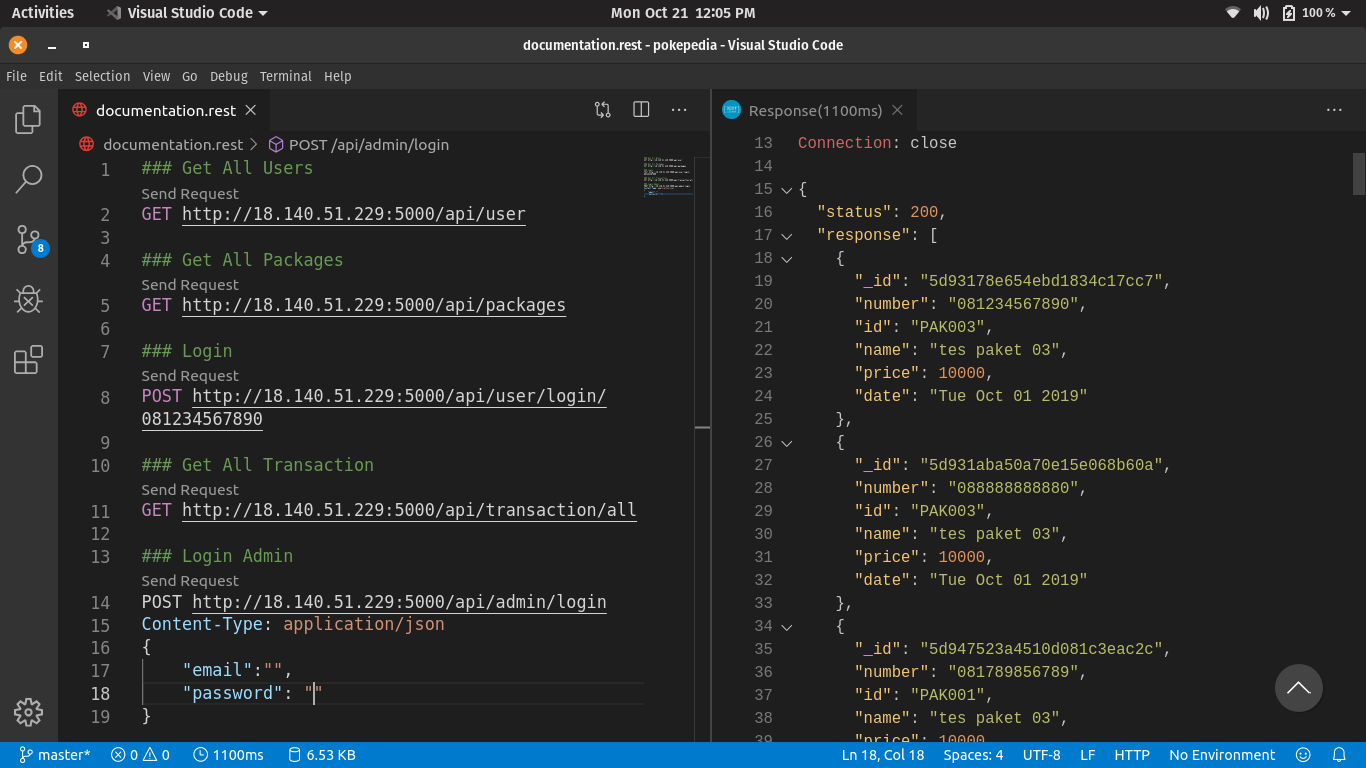 Activities
Visual Studio Code
Mon Oct 21 12:05 PM
100 %
documentation.rest - pokepedia - Visual Studio Code
File Edit Selection View Go Debug Terminal Help
documentation.rest
documentation.rest > POST /api/admin/login
1 ### Get All Users
Send Request
2 GET http://18.140.51.229:5000/api/user
3
4 ### Get All Packages
Send Request
5 GET http://18.140.51.229:5000/api/packages
6
7 ### Login
Send Request
8 POST http://18.140.51.229:5000/api/user/login/
081234567890
9
10 ### Get All Transaction
Send Request
11 GET http://18.140.51.229:5000/api/transaction/all
12
13 ### Login Admin
Send Request
14 POST http://18.140.51.229:5000/api/admin/login
15 Content-Type: application/json
16 {
17 "email":"",
18 "password": ""
19 }
Response(1100ms)
13 Connection: close
14
15 {
16 "status": 200,
17 "response": [
18 {
19 "_id": "5d93178e654ebd1834c17cc7",
20 "number": "081234567890",
21 "id": "PAK003",
22 "name": "tes paket 03",
23 "price": 10000,
24 "date": "Tue Oct 01 2019"
25 },
26 {
27 "_id": "5d931aba50a70e15e068b60a",
28 "number": "088888888880",
29 "id": "PAK003",
30 "name": "tes paket 03",
31 "price": 10000,
32 "date": "Tue Oct 01 2019"
33 },
34 {
35 "_id": "5d947523a4510d081c3eac2c",
36 "number": "081789856789",
37 "id": "PAK001",
38 "name": "tes paket 03",
39 "price": 10000
8
master* 0 0 1100ms 6.53 KB
Ln 18, Col 18 Spaces: 4 UTF-8 LF HTTP No Environment